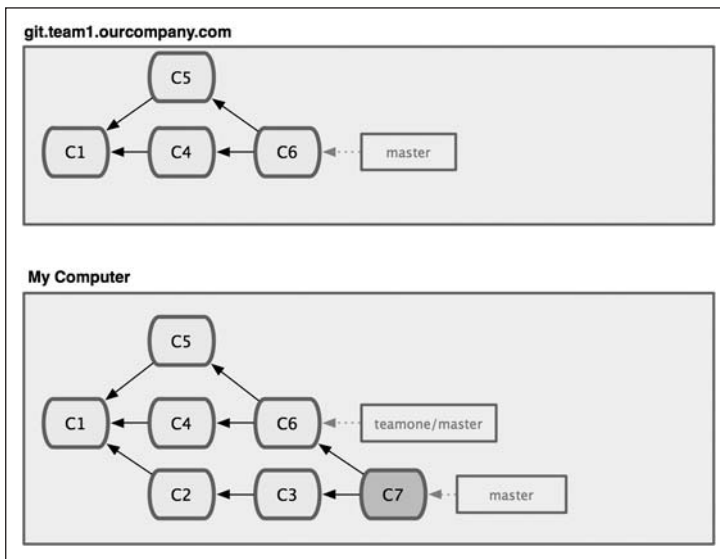 git.team1.ourcompany.com
C5
C1
C4
C6
master
My Computer
C5
C1
C4
C6
teamone/master
C2
C3
C7
master